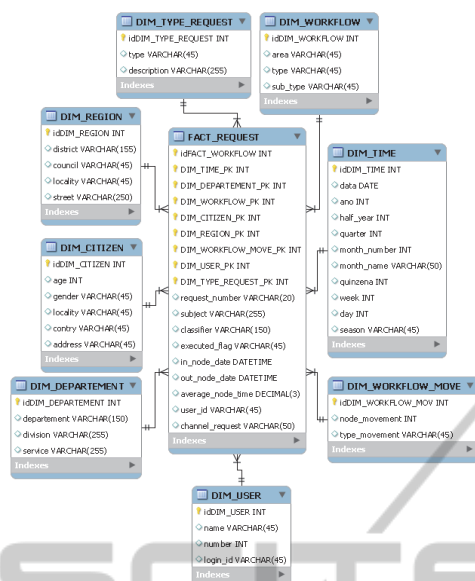 DIM_TYPE_REQUEST
idDIM_TYPE_REQUEST INT
type VARCHAR(45)
description VARCHAR(255)
Indexes
DIM_WORKFLOW
idDIM_WORKFLOW INT
area VARCHAR(45)
type VARCHAR(45)
sub_type VARCHAR(45)
Indexes
DIM_REGION
idDIM_REGION INT
district VARCHAR(155)
council VARCHAR(45)
locality VARCHAR(45)
street VARCHAR(250)
Indexes
FACT_REQUEST
idFACT_WORKFLOW INT
DIM_TIME_PK INT
DIM_DEPARTEMENT_PK INT
DIM_WORKFLOW_PK INT
DIM_CITIZEN_PK INT
DIM_REGION_PK INT
DIM_WORKFLOW_MOVE_PK INT
DIM_USER_PK INT
DIM_TYPE_REQUEST_PK INT
request_number VARCHAR(20)
subject VARCHAR(255)
classifier VARCHAR(150)
executed_flag VARCHAR(45)
in_node_date DATETIME
out_node_date DATETIME
average_node_time DECIMAL(3)
user_id VARCHAR(45)
channel_request VARCHAR(50)
Indexes
DIM_TIME
idDIM_TIME INT
data DATE
ano INT
half_year INT
quarter INT
month_number INT
month_name VARCHAR(50)
quinzena INT
week INT
day INT
season VARCHAR(45)
Indexes
DIM_CITIZEN
idDIM_CITIZEN INT
age INT
gender VARCHAR(45)
locality VARCHAR(45)
contry VARCHAR(45)
address VARCHAR(45)
Indexes
DIM_DEPARTEMENT
idDIM_DEPARTEMENT INT
departement VARCHAR(150)
division VARCHAR(255)
service VARCHAR(255)
Indexes
DIM_WORKFLOW_MOVE
idDIM_WORKFLOW_MOV INT
node_movement INT
type_movement VARCHAR(45)
Indexes
DIM_USER
idDIM_USER INT
name VARCHAR(45)
number INT
login_id VARCHAR(45)
Indexes